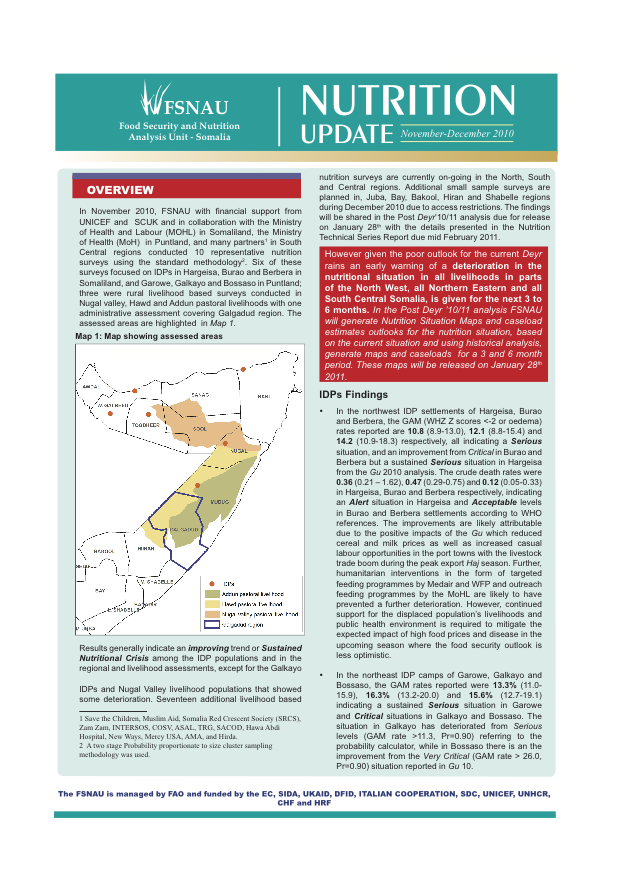 FSNAU
Food Security and Nutrition
Analysis Unit - Somalia
NUTRITION
UPDATE November-December 2010
OVERVIEW
In November 2010, FSNAU with financial support from
UNICEF and SCUK and in collaboration with the Ministry
of Health and Labour (MOHL) in Somaliland, the Ministry
of Health (MoH) in Puntland, and many partners1 in South
Central regions conducted 10 representative nutrition
surveys using the standard methodology2. Six of these
surveys focused on IDPs in Hargeisa, Burao and Berbera in
Somaliland, and Garowe, Galkayo and Bossaso in Puntland;
three were rural livelihood based surveys conducted in
Nugal valley, Hawd and Addun pastoral livelihoods with one
administrative assessment covering Galgadud region. The
assessed areas are highlighted in Map 1.
Map 1: Map showing assessed areas
AWDAL
W.GALBEED
TOGDHEER
SANAG
BARI
SOOL
NUGAL
MUDUG
GALGADUD
HIRAN
BAKOOL
GEDO
BAY
M. SHABELLE
BANADIR
L. SHABELLE
M. JUBA
IDPs
Addun pastoral livelihood
Hawd pastoral livelihood
Nugal valley pastoral livelihood
Galgadud region
Results generally indicate an improving trend or Sustained
Nutritional Crisis among the IDP populations and in the
regional and livelihood assessments, except for the Galkayo
IDPs and Nugal Valley livelihood populations that showed
some deterioration. Seventeen additional livelihood based
1 Save the Children, Muslim Aid, Somalia Red Crescent Society (SRCS),
Zam Zam, INTERSOS, COSV, ASAL, TRG, SACOD, Hawa Abdi
Hospital, New Ways, Mercy USA, AMA, and Hirda.
2 A two stage Probability proportionate to size cluster sampling
methodology was used.
nutrition surveys are currently on-going in the North, South
and Central regions. Additional small sample surveys are
planned in, Juba, Bay, Bakool, Hiran and Shabelle regions
during December 2010 due to access restrictions. The findings
will be shared in the Post Deyr'10/11 analysis due for release
on January 28th with the details presented in the Nutrition
Technical Series Report due mid February 2011.
However given the poor outlook for the current Deyr
rains an early warning of a deterioration in the
nutritional situation in all livelihoods in parts
of the North West, all Northern Eastern and all
South Central Somalia, is given for the next 3 to
6 months. In the Post Deyr '10/11 analysis FSNAU
will generate Nutrition Situation Maps and caseload
estimates outlooks for the nutrition situation, based
on the current situation and using historical analysis,
generate maps and caseloads for a 3 and 6 month
period. These maps will be released on January 28th
2011.
IDPs Findings
• In the northwest IDP settlements of Hargeisa, Burao
and Berbera, the GAM (WHZ Z scores <-2 or oedema)
rates reported are 10.8 (8.9-13.0), 12.1 (8.8-15.4) and
14.2 (10.9-18.3) respectively, all indicating a Serious
situation, and an improvement from Critical in Burao and
Berbera but a sustained Serious situation in Hargeisa
from the Gu 2010 analysis. The crude death rates were
0.36 (0.21 – 1.62), 0.47 (0.29-0.75) and 0.12 (0.05-0.33)
in Hargeisa, Burao and Berbera respectively, indicating
an Alert situation in Hargeisa and Acceptable levels
in Burao and Berbera settlements according to WHO
references. The improvements are likely attributable
due to the positive impacts of the Gu which reduced
cereal and milk prices as well as increased casual
labour opportunities in the port towns with the livestock
trade boom during the peak export Haj season. Further,
humanitarian interventions in the form of targeted
feeding programmes by Medair and WFP and outreach
feeding programmes by the MoHL are likely to have
prevented a further deterioration. However, continued
support for the displaced population's livelihoods and
public health environment is required to mitigate the
expected impact of high food prices and disease in the
upcoming season where the food security outlook is
less optimistic.
• In the northeast IDP camps of Garowe, Galkayo and
Bossaso, the GAM rates reported were 13.3% (11.0-
15.9), 16.3% (13.2-20.0) and 15.6% (12.7-19.1)
indicating a sustained Serious situation in Garowe
and Critical situations in Galkayo and Bossaso. The
situation in Galkayo has deteriorated from Serious
levels (GAM rate >11.3, Pr=0.90) referring to the
probability calculator, while in Bossaso there is an the
improvement from the Very Critical (GAM rate > 26.0,
Pr=0.90) situation reported in Gu 10.
The FSNAU is managed by FAO and funded by the EC, SIDA, UKAID, DFID, ITALIAN COOPERATION, SDC, UNICEF, UNHCR,
CHF and HRF